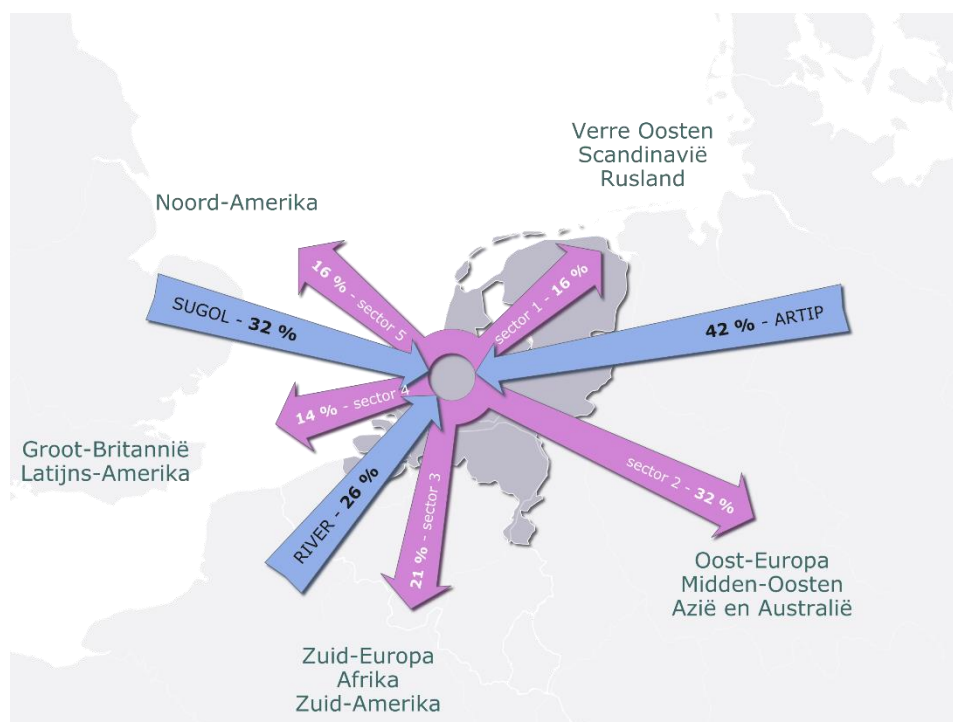 Verre Oosten
Scandinavië
Rusland
Noord-Amerika
16 % - sector 5
sector 1 - 16 %
SUGOL - 32 %
42 % - ARTIP
14 % - sector 4
Groot-Britannië
Latijns-Amerika
RIVER - 26 %
21 % - sector 3
sector 2 - 32 %
Oost-Europa
Midden-Oosten
Azië en Australië
Zuid-Europa
Afrika
Zuid-Amerika